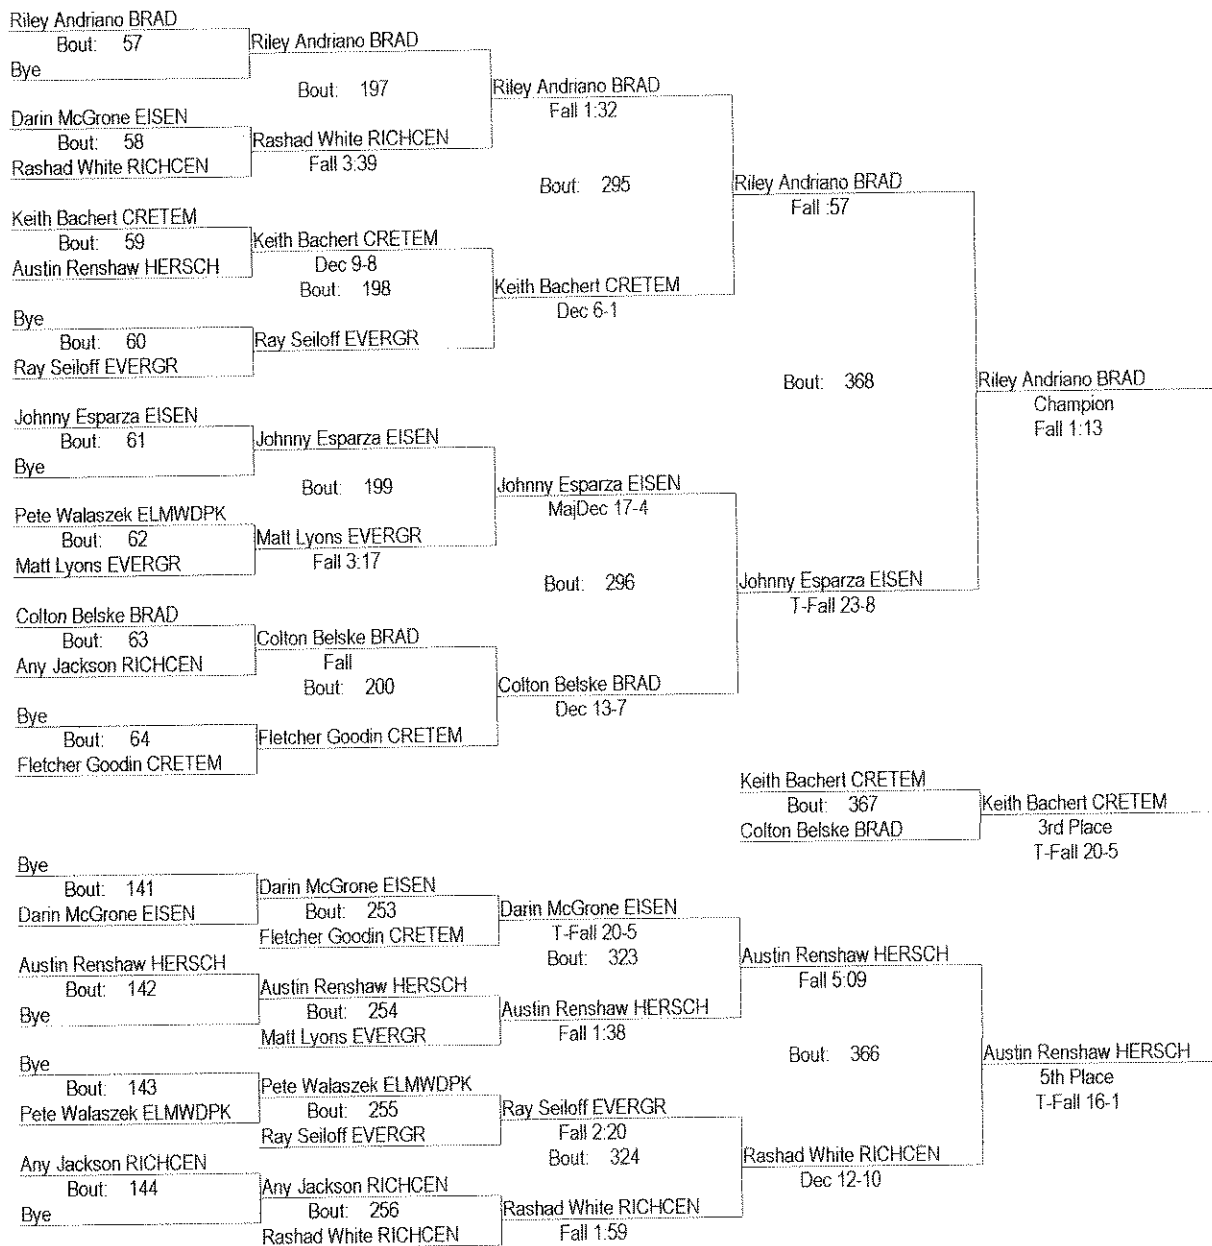 Riley Andriano BRAD
Bout: 57
Bye
Riley Andriano BRAD
Bout: 197
Darin McGrone EISEN
Bout: 58
Rashad White RICHCEN
Rashad White RICHCEN
Fall 3:39
Riley Andriano BRAD
Fall 1:32
Bout: 295
Keith Bachert CRETEM
Bout: 59
Austin Renshaw HERSCH
Keith Bachert CRETEM
Dec 9-8
Bout: 198
Bye
Bout: 60
Ray Seiloff EVERGR
Ray Seiloff EVERGR
Keith Bachert CRETEM
Dec 6-1
Riley Andriano BRAD
Fall :57
Bout: 368
Riley Andriano BRAD
Champion
Fall 1:13
Johnny Esparza EISEN
Bout: 61
Bye
Johnny Esparza EISEN
Bout: 199
Pete Walaszek ELMWDPK
Bout: 62
Matt Lyons EVERGR
Matt Lyons EVERGR
Fall 3:17
Johnny Esparza EISEN
MajDec 17-4
Bout: 296
Johnny Esparza EISEN
T-Fall 23-8
Colton Belske BRAD
Bout: 63
Any Jackson RICHCEN
Colton Belske BRAD
Fall
Bout: 200
Bye
Bout: 64
Fletcher Goodin CRETEM
Fletcher Goodin CRETEM
Colton Belske BRAD
Dec 13-7
Keith Bachert CRETEM
Bout: 367
Colton Belske BRAD
Keith Bachert CRETEM
3rd Place
T-Fall 20-5
Bye
Bout: 141
Darin McGrone EISEN
Darin McGrone EISEN
Bout: 253
Fletcher Goodin CRETEM
Darin McGrone EISEN
T-Fall 20-5
Bout: 323
Austin Renshaw HERSCH
Bout: 142
Bye
Austin Renshaw HERSCH
Bout: 254
Matt Lyons EVERGR
Austin Renshaw HERSCH
Fall 1:38
Austin Renshaw HERSCH
Fall 5:09
Bout: 366
Austin Renshaw HERSCH
5th Place
T-Fall 16-1
Bye
Bout: 143
Pete Walaszek ELMWDPK
Pete Walaszek ELMWDPK
Bout: 255
Ray Seiloff EVERGR
Ray Seiloff EVERGR
Fall 2:20
Bout: 324
Rashad White RICHCEN
Dec 12-10
Any Jackson RICHCEN
Bout: 144
Bye
Any Jackson RICHCEN
Bout: 256
Rashad White RICHCEN
Rashad White RICHCEN
Fall 1:59